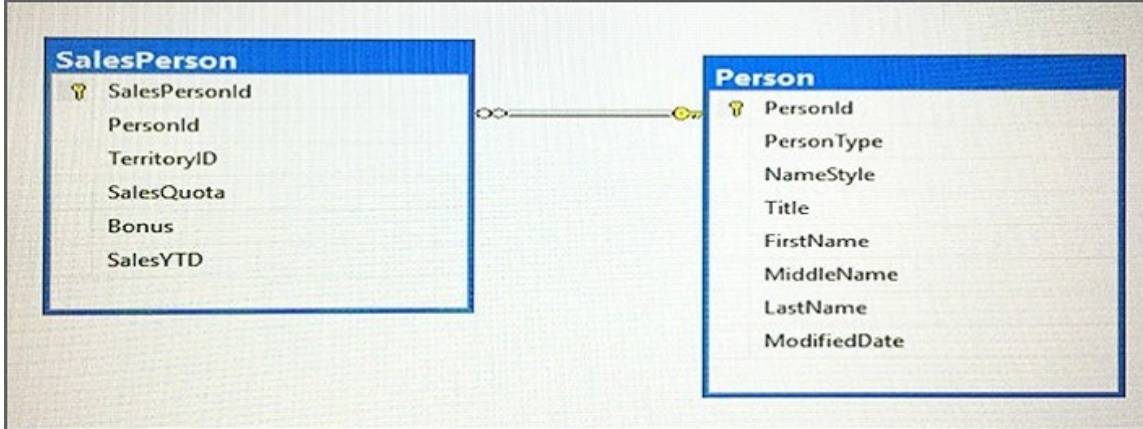 SalesPerson
SalesPersonId
PersonId
TerritoryID
SalesQuota
Bonus
SalesYTD
Person
PersonId
PersonType
NameStyle
Title
FirstName
MiddleName
LastName
ModifiedDate